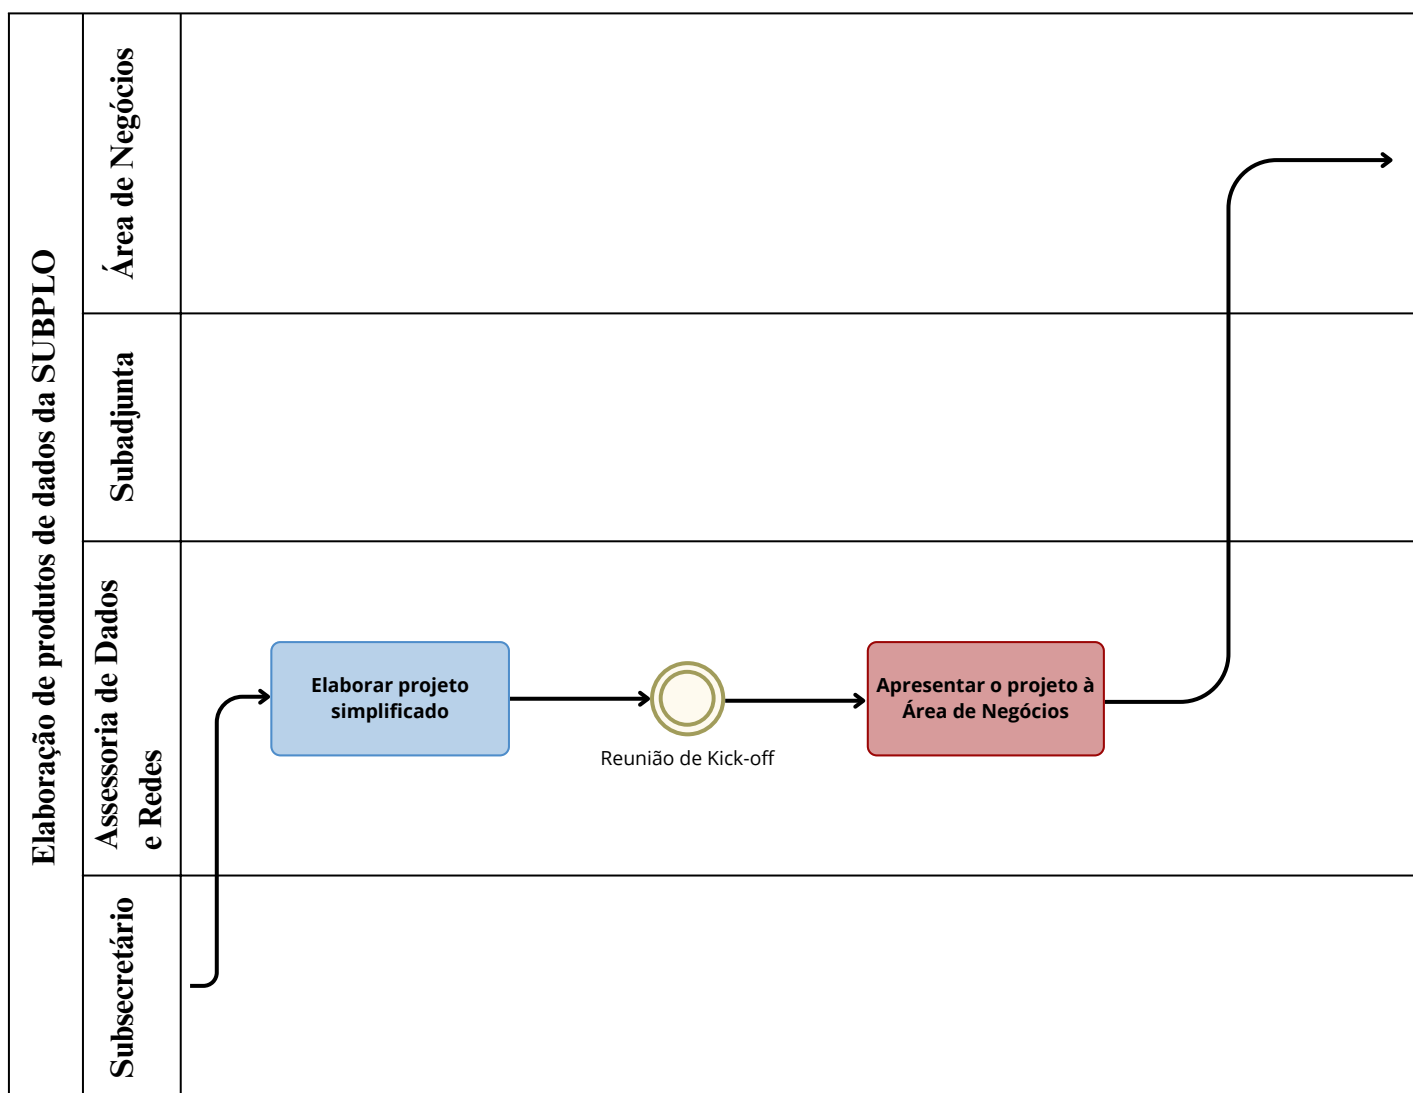 Elaboração de produtos de dados da SUBPLO
Área de Negócios
Subadjunta
Assessoria de Dados
e Redes
Subsecretário
Elaborar projeto
simplificado
Reunião de Kick-off
Apresentar o projeto à
Área de Negócios